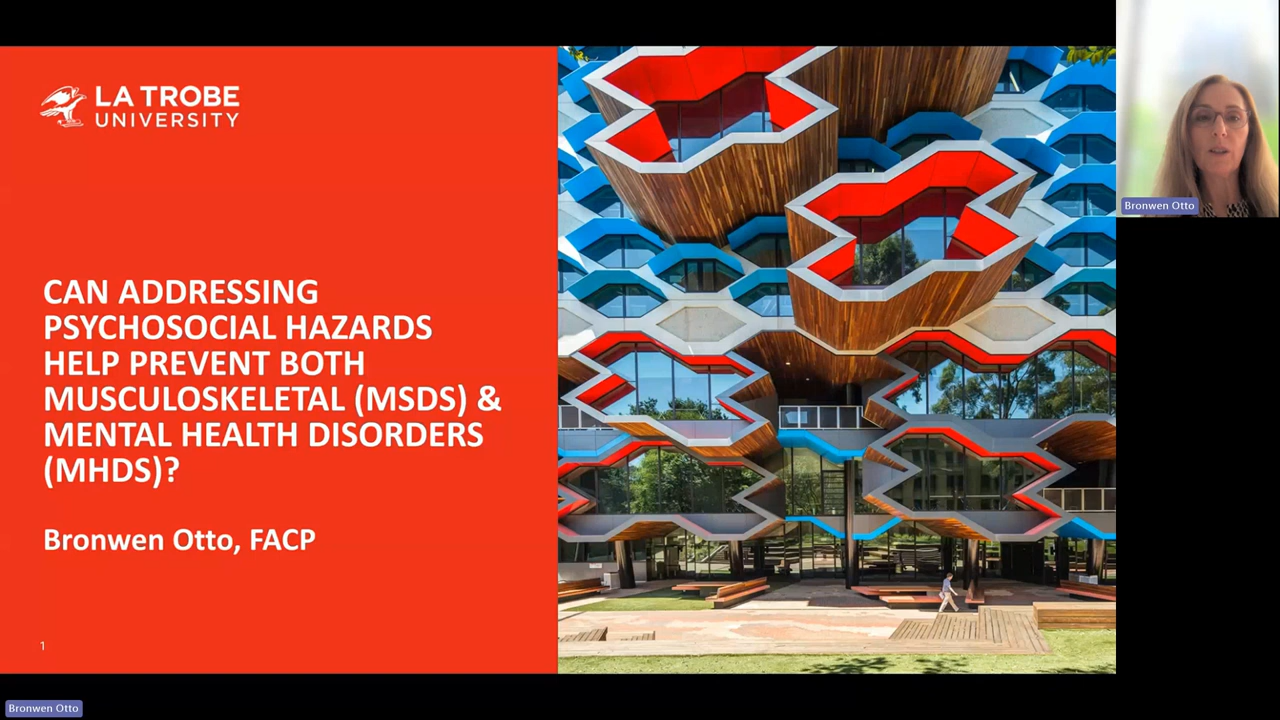 LA TROBE
UNIVERSITY
CAN ADDRESSING
PSYCHOSOCIAL HAZARDS
HELP PREVENT BOTH
MUSCULOSKELETAL (MSDS) &
MENTAL HEALTH DISORDERS
(MHDS)?
Bronwen Otto, FACP
1
Bronwen Otto
Bronwen Otto